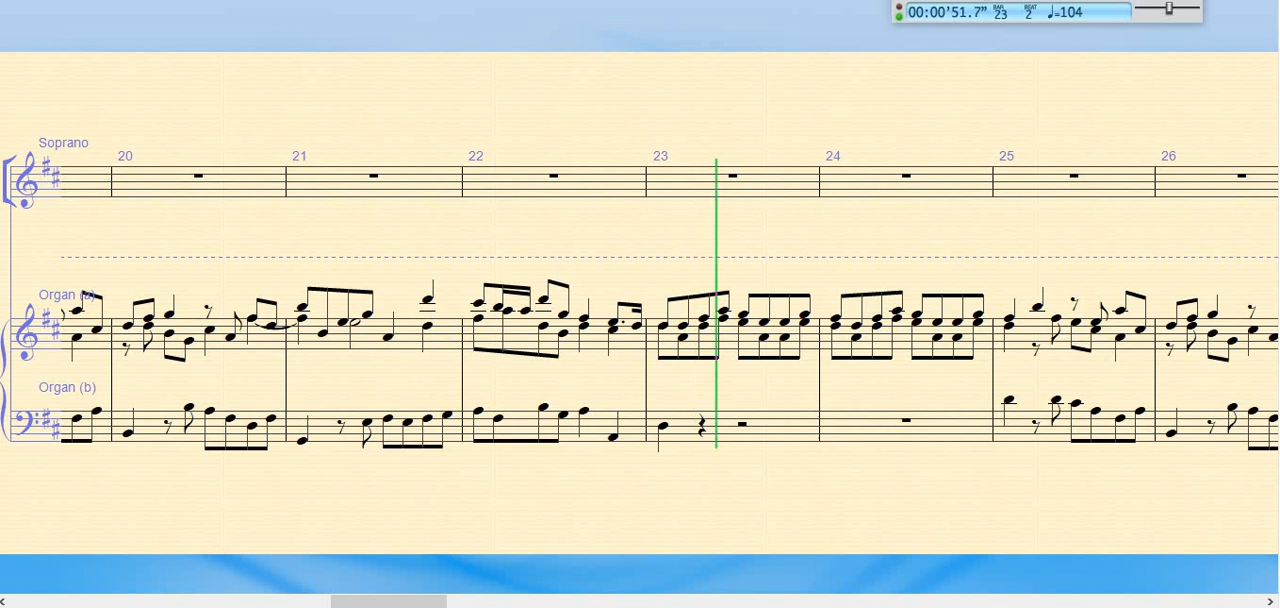 00:00'51.7" BAR 23 BEAT 2 ♩=104
Soprano
20 21 22 23 24 25 26
Organ (a)
Organ (b)